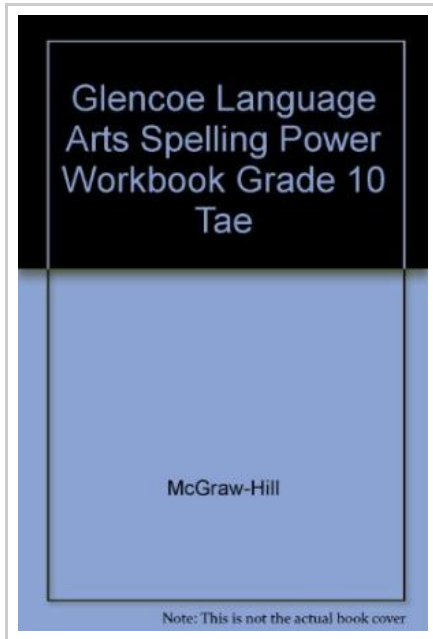 Glencoe Language
Arts Spelling Power
Workbook Grade 10
Tae
McGraw-Hill
Note: This is not the actual book cover